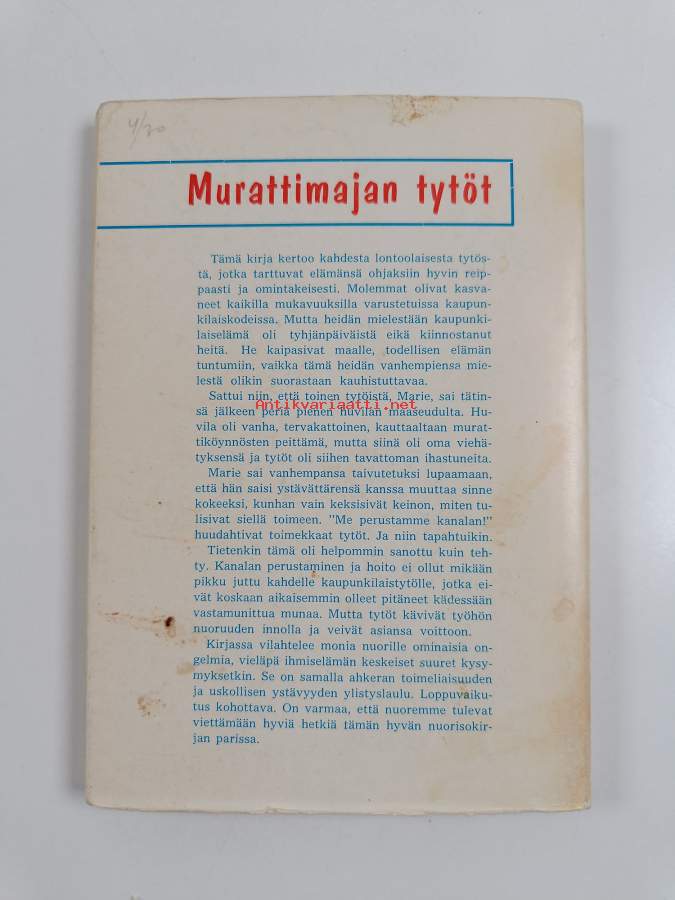 4/30
Murattimajan tytöt
Tämä kirja kertoo kahdesta lontoolaisesta tytös-
tä, jotka tarttuvat elämänsä ohjaksiin hyvin reip-
paasti ja omintakeisesti. Molemmat olivat kasva-
neet kaikilla mukavuuksilla varustetuissa kaupun-
kilaiskodeissa. Mutta heidän mielestään kaupunki-
laiselämä oli tyhjänpäiväistä eikä kiinnostanut
heitä. He kaipasivat maalle, todellisen elämän
tuntumiin, vaikka tämä heidän vanhempiensa mie-
lestä olikin suorastaan kauhistuttavaa.
Sattui niin, että toinen tytöistä, Marie, sai tätin-
sä jälkeen periä pienen huvilan maaseudulta. Hu-
Antikvariaatti.net
vila oli vanha, tervakattoinen, kauttaaltaan murat-
tiköynnösten peittämä, mutta siinä oli oma viehä-
tyksensä ja tytöt oli siihen tavattoman ihastuneita.
Marie sai vanhempansa taivutetuksi lupaamaan,
että hän saisi ystävättärensä kanssa muuttaa sinne
kokeeksi, kunhan vain keksisivät keinon, miten tu-
lisivat siellä toimeen. "Me perustamme kanalan!"
huudahtivat toimekkaat tytöt. Ja niin tapahtuikin.
Tietenkin tämä oli helpommin sanottu kuin teh-
ty. Kanalan perustaminen ja hoito ei ollut mikään
pikku juttu kahdelle kaupunkilaistytölle, jotka ei-
vät koskaan aikaisemmin olleet pitäneet kädessään
vastamunittua munaa. Mutta tytöt kävivät työhön
nuoruuden innolla ja veivät asiansa voittoon.
Kirjassa vilahtelee monia nuorille ominaisia on-
gelmia, vieläpä ihmiselämän keskeiset suuret kysy-
myksetkin. Se on samalla ahkeran toimeliaisuuden
ja uskollisen ystävyyden ylistyslaulu. Loppuvaiku-
tus kohottava. On varmaa, että nuoremme tulevat
viettämään hyviä hetkiä tämän hyvän nuorisokir-
jan parissa.